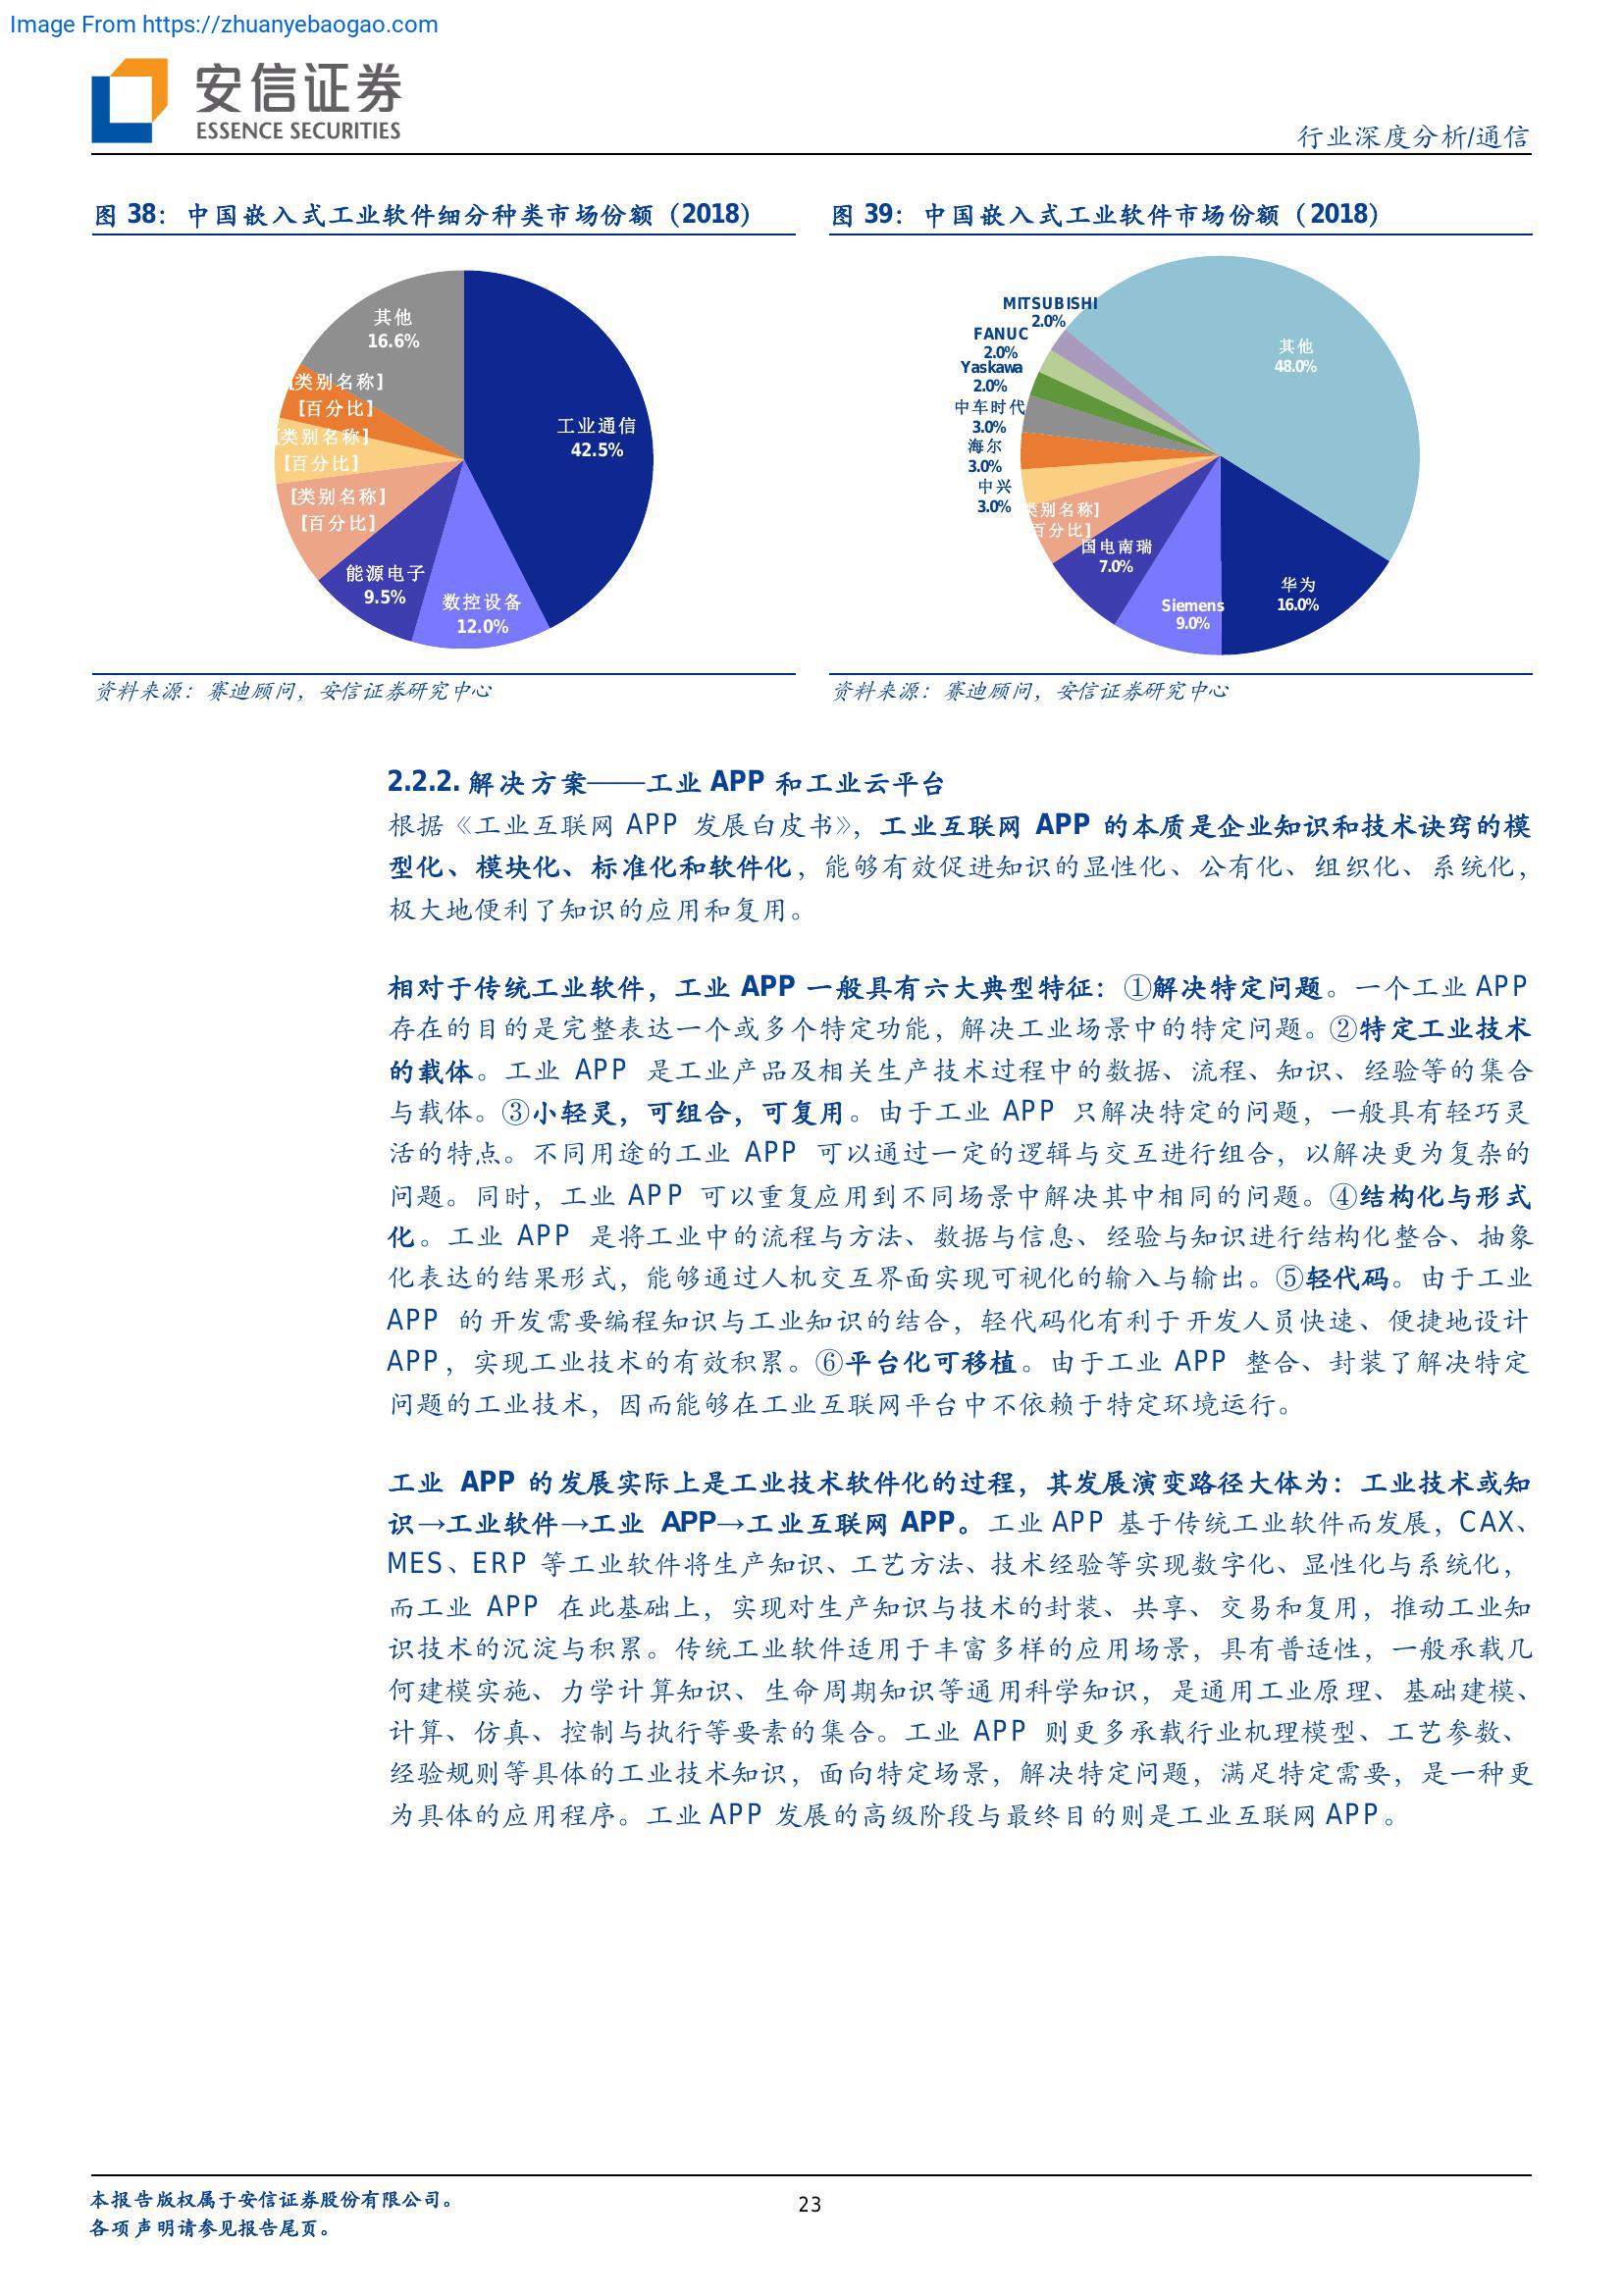 Image From https://zhuanyebaogao.com
安信证券
ESSENCE SECURITIES
行业深度分析/通信
图 38：中国嵌入式工业软件细分种类市场份额（2018）
其他
16.6%
[类别名称]
[百分比]
[类别名称]
[百分比]
[类别名称]
[百分比]
能源电子
9.5%
数控设备
12.0%
工业通信
42.5%
资料来源：赛迪顾问，安信证券研究中心
图 39：中国嵌入式工业软件市场份额（2018）
MITSUBISHI
2.0%
FANUC
2.0%
Yaskawa
2.0%
中车时代
3.0%
海尔
3.0%
中兴
3.0%
类别名称]
百分比]
国电南瑞
7.0%
Siemens
9.0%
华为
16.0%
其他
48.0%
资料来源：赛迪顾问，安信证券研究中心
2.2.2. 解决方案——工业 APP 和工业云平台
根据《工业互联网 APP 发展白皮书》，工业互联网 APP 的本质是企业知识和技术诀窍的模
型化、模块化、标准化和软件化，能够有效促进知识的显性化、公有化、组织化、系统化，
极大地便利了知识的应用和复用。
相对于传统工业软件，工业 APP 一般具有六大典型特征：①解决特定问题。一个工业 APP
存在的目的是完整表达一个或多个特定功能，解决工业场景中的特定问题。②特定工业技术
的载体。工业 APP 是工业产品及相关生产技术过程中的数据、流程、知识、经验等的集合
与载体。③小轻灵，可组合，可复用。由于工业 APP 只解决特定的问题，一般具有轻巧灵
活的特点。不同用途的工业 APP 可以通过一定的逻辑与交互进行组合，以解决更为复杂的
问题。同时，工业 APP 可以重复应用到不同场景中解决其中相同的问题。④结构化与形式
化。工业 APP 是将工业中的流程与方法、数据与信息、经验与知识进行结构化整合、抽象
化表达的结果形式，能够通过人机交互界面实现可视化的输入与输出。⑤轻代码。由于工业
APP 的开发需要编程知识与工业知识的结合，轻代码化有利于开发人员快速、便捷地设计
APP，实现工业技术的有效积累。⑥平台化可移植。由于工业 APP 整合、封装了解决特定
问题的工业技术，因而能够在工业互联网平台中不依赖于特定环境运行。
工业 APP 的发展实际上是工业技术软件化的过程，其发展演变路径大体为：工业技术或知
识→工业软件→工业 APP→工业互联网 APP。工业 APP 基于传统工业软件而发展，CAX、
MES、ERP 等工业软件将生产知识、工艺方法、技术经验等实现数字化、显性化与系统化，
而工业 APP 在此基础上，实现对生产知识与技术的封装、共享、交易和复用，推动工业知
识技术的沉淀与积累。传统工业软件适用于丰富多样的应用场景，具有普适性，一般承载几
何建模实施、力学计算知识、生命周期知识等通用科学知识，是通用工业原理、基础建模、
计算、仿真、控制与执行等要素的集合。工业 APP 则更多承载行业机理模型、工艺参数、
经验规则等具体的工业技术知识，面向特定场景，解决特定问题，满足特定需要，是一种更
为具体的应用程序。工业 APP 发展的高级阶段与最终目的则是工业互联网 APP。
本报告版权属于安信证券股份有限公司。
各项声明请参见报告尾页。
23